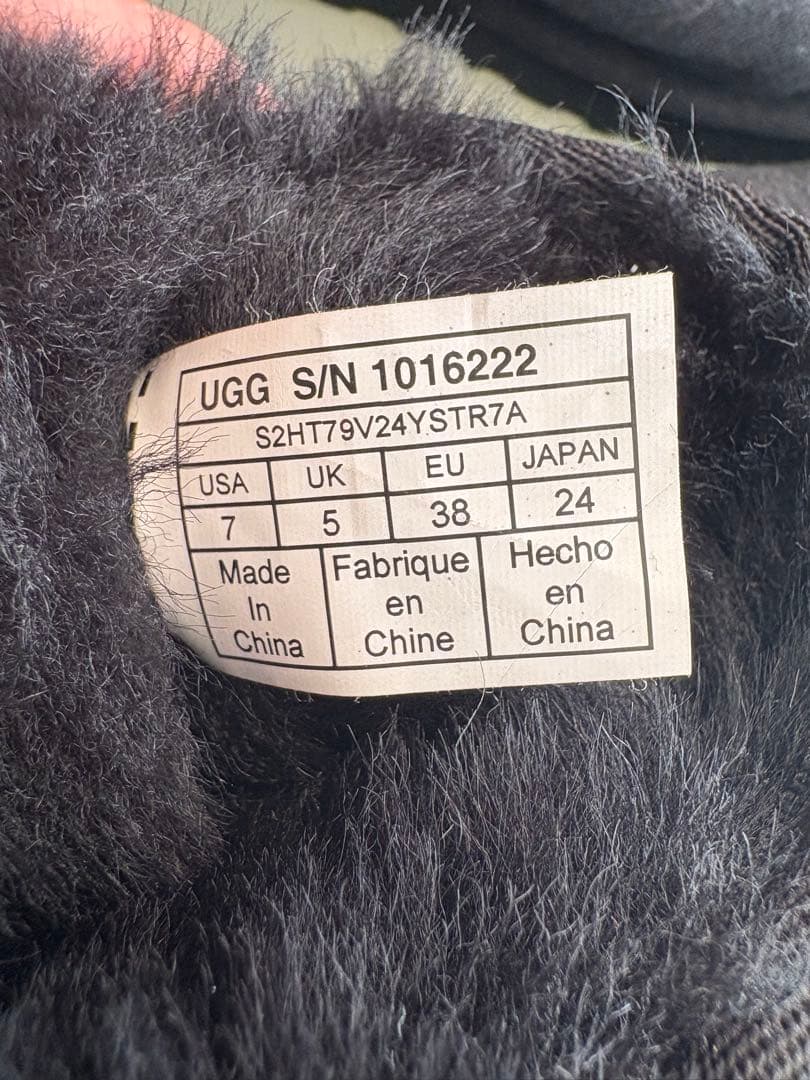 UGG S/N 1016222
S2HT79V24YSTR7A
USA UK EU JAPAN
7 5 38 24
Made In China
Fabrique en Chine
Hecho en China